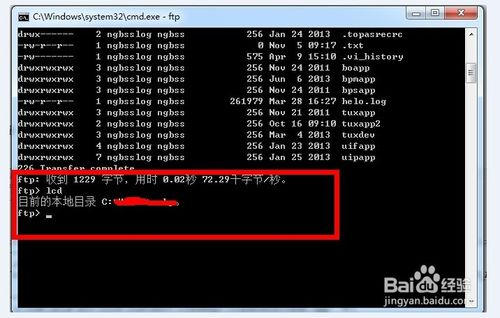 C:\Windows\system32\cmd.exe - ftp
drwx------ 2 ngbsslog ngbss 256 Jan 24 2013 .topasrecrc
-rw-r--r-- 1 ngbsslog ngbss 0 Nov 5 09:17 .txt
-rw------- 1 ngbsslog ngbss 575 Apr 9 15:10 .vi_history
drwxrwxrwx 3 ngbsslog ngbss 256 Nov 24 2011 boapp
drwxrwxrwx 4 ngbsslog ngbss 256 Jun 6 2013 bpmapp
drwxrwxrwx 3 ngbsslog ngbss 256 Nov 24 2011 bpsapp
-rw-r--r-- 1 ngbsslog ngbss 261979 Mar 28 16:27 helo.log
drwxrwxrwx 7 ngbsslog ngbss 256 Nov 21 2011 tuxapp
drwxrwxrwx 3 ngbsslog ngbss 256 Oct 16 09:10 tuxapp2
drwxrwxrwx 7 ngbsslog ngbss 256 Mar 4 2013 tuxdev
drwxrwxrwx 4 ngbsslog ngbss 256 Jan 23 2013 uifapp
drwxrwxrwx 7 ngbsslog ngbss 256 Jan 25 2013 uipapp
226 Transfer complete
ftp: 收到 1229 字节，用时 0.02秒 72.29千字节/秒。
ftp> lcd
目前的本地目录 C:
ftp>
Baidu 经验
jingyan.baidu.com